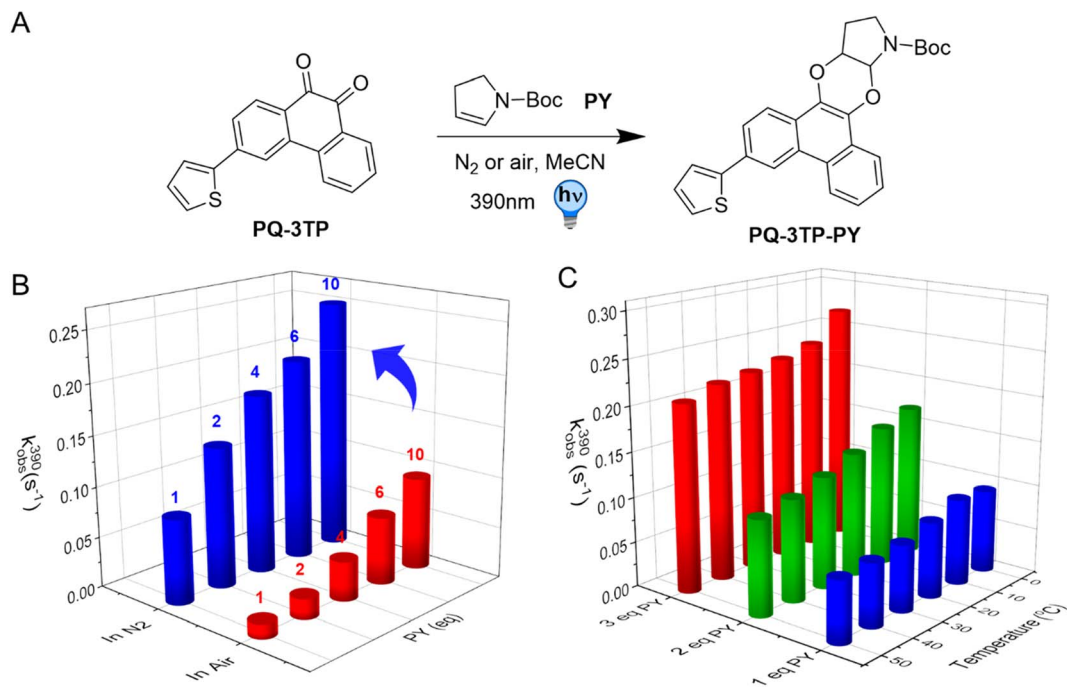 A
O
O
S
PQ-3TP
N-Boc PY
N₂ or air, MeCN
390nm hν
N Boc
O
O
S
PQ-3TP-PY
B
10
6
4
2
1
10
6
4
2
1
0.25
0.20
0.15
0.10
0.05
0.00
k³⁹⁰obs(s⁻¹)
In N2
In Air
PY (eq)
C
0.30
0.25
0.20
0.15
0.10
0.05
0.00
k³⁹⁰obs (s⁻¹)
3 eq PY
2 eq PY
1 eq PY
0
10
20
30
40
50
Temperature (⁰C)